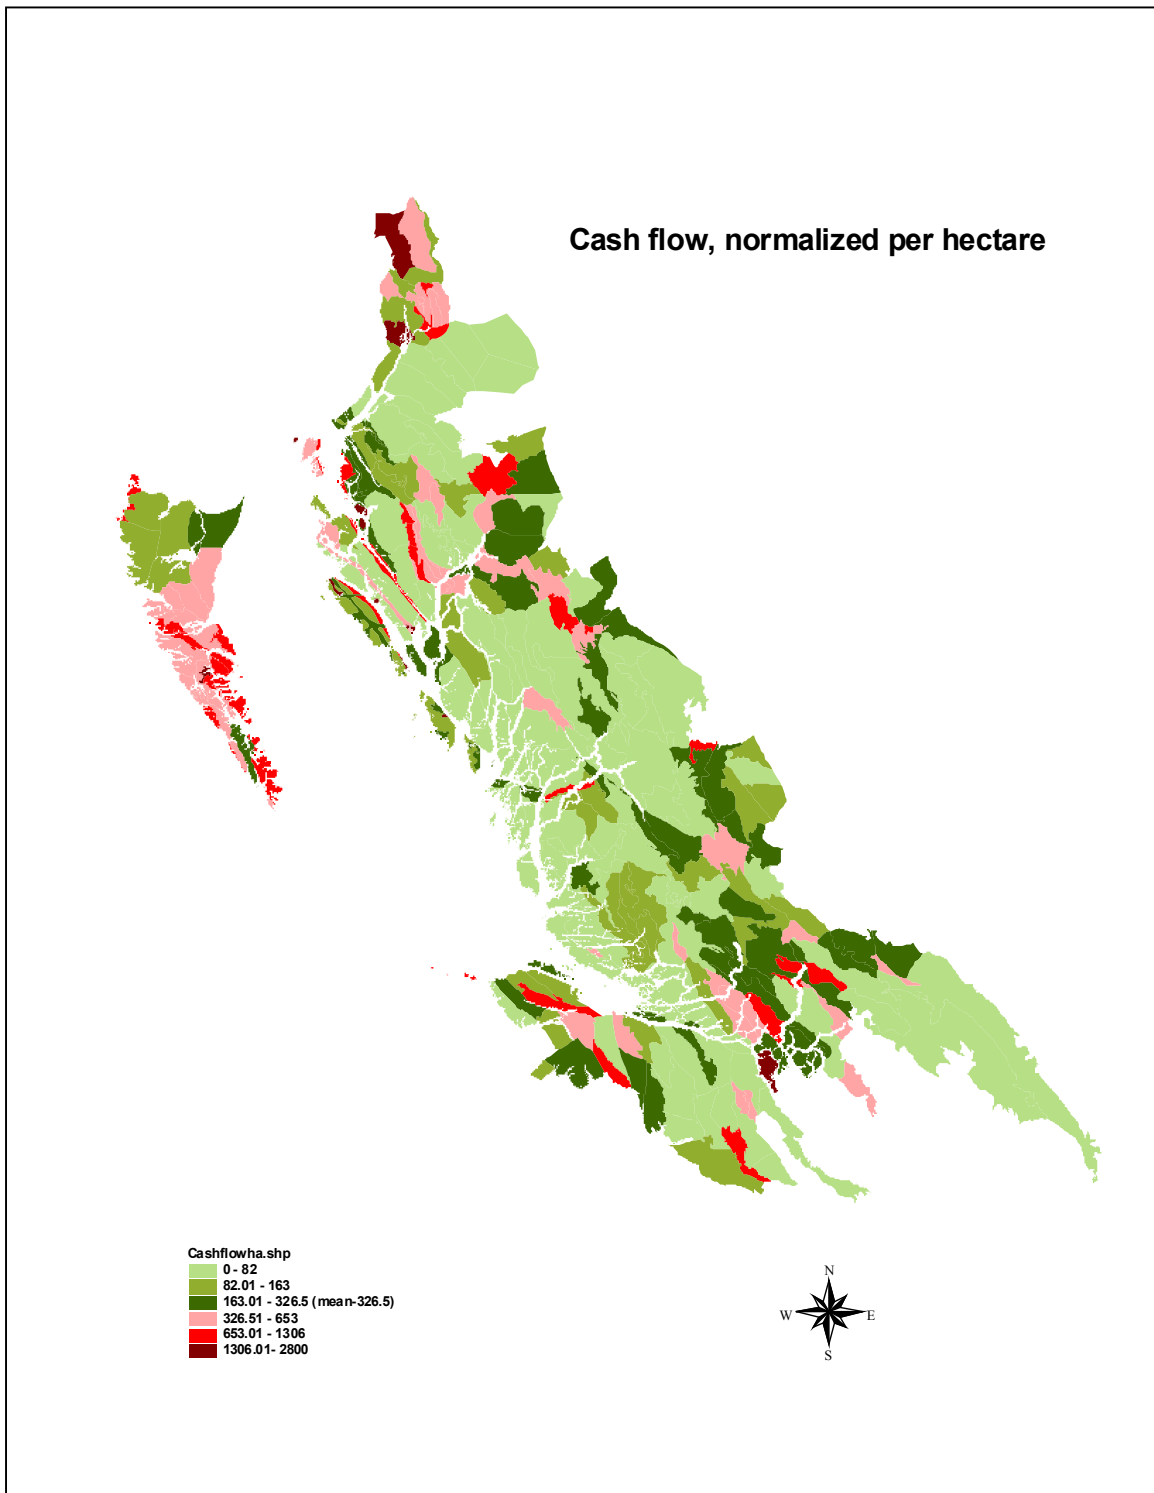 Cash flow, normalized per hectare
Cashflowha.shp
0 - 82
82.01 - 163
163.01 - 326.5 (mean-326.5)
326.51 - 653
653.01 - 1306
1306.01- 2800
N
W E
S